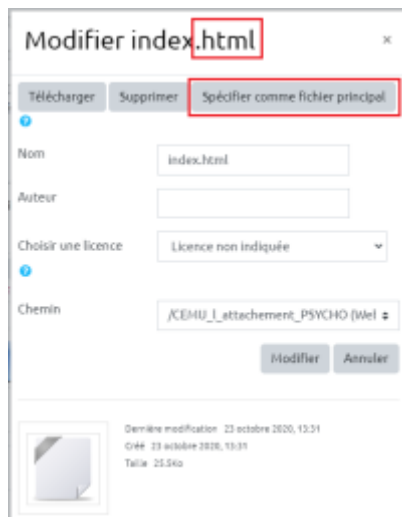 Modifier index.html ×
Télécharger Supprimer Spécifier comme fichier principal
?
Nom index.html
Auteur
Choisir une licence Licence non indiquée
?
Chemin /CEMU_l_attachement_PSYCHO (Wel
Modifier Annuler
Dernière modification 23 octobre 2020, 13:31
Créé 23 octobre 2020, 13:31
Taille 25.5Ko